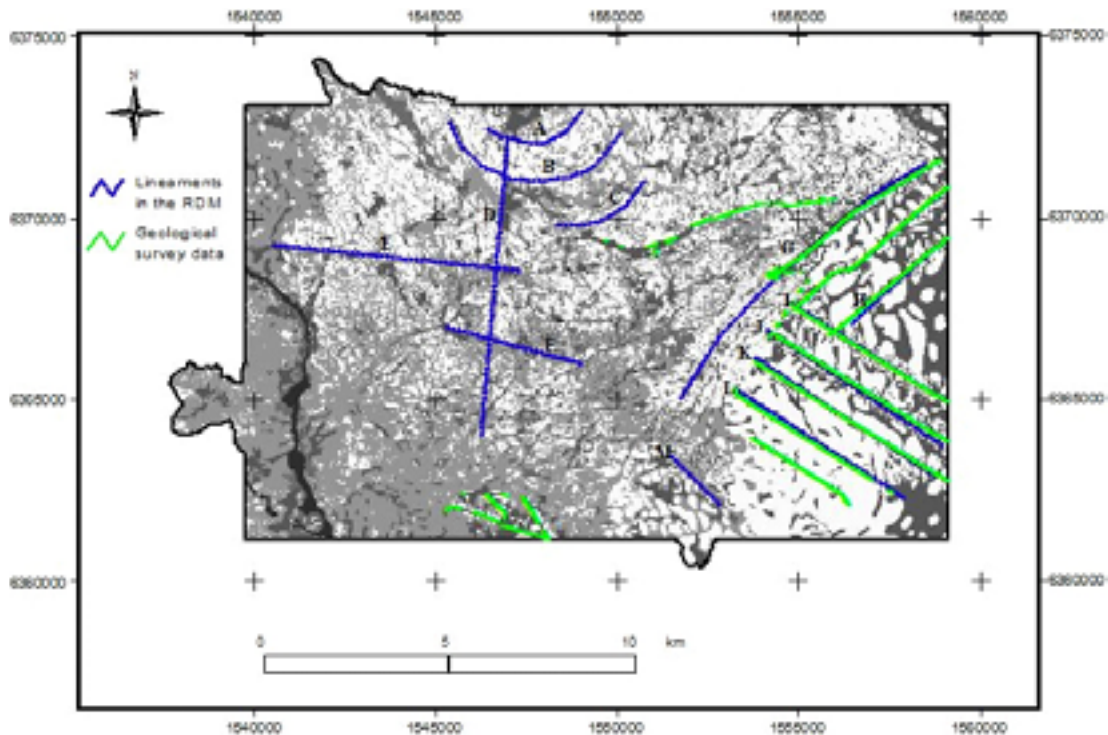 1540000 1545000 1550000 1555000 1560000
6375000 6375000
N
Lineaments
in the RDM
Geological
survey data
A
B
C
D
G
6370000 6370000
H
J
K
L
M
6365000 6365000
6360000 6360000
0 5 10 km
1540000 1545000 1550000 1555000 1560000